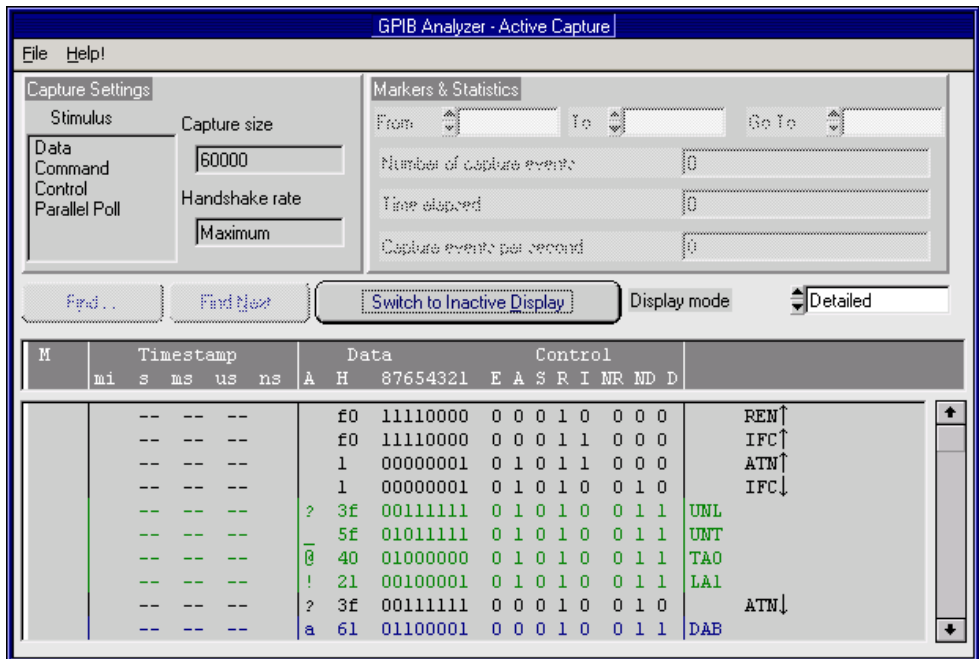 GPIB Analyzer - Active Capture
File Help!
Capture Settings
Stimulus
Data
Command
Control
Parallel Poll
Capture size
60000
Handshake rate
Maximum
Markers & Statistics
From To Go To
Number of capture events 0
Time elapsed 0
Capture events per second 0
Find... Find Next Switch to Inactive Display Display mode Detailed
M Timestamp Data Control
mi s ms us ns A H 87654321 E A S R I NR ND D
-- -- -- f0 11110000 0 0 0 1 0 0 0 0 REN↑
-- -- -- f0 11110000 0 0 0 1 1 0 0 0 IFC↑
-- -- -- 1 00000001 0 1 0 1 1 0 0 0 ATN↑
-- -- -- 1 00000001 0 1 0 1 0 0 1 0 IFC↓
-- -- -- ? 3f 00111111 0 1 0 1 0 0 1 1 UNL
-- -- -- _ 5f 01011111 0 1 0 1 0 0 1 1 UNT
-- -- -- @ 40 01000000 0 1 0 1 0 0 1 1 TA0
-- -- -- ! 21 00100001 0 1 0 1 0 0 1 1 LA1
-- -- -- ? 3f 00111111 0 0 0 1 0 0 1 0 ATN↓
-- -- -- a 61 01100001 0 0 0 1 0 0 1 1 DAB